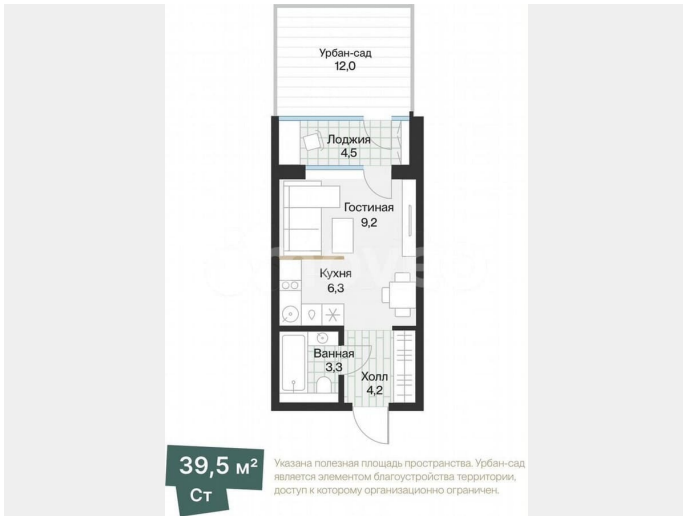 Урбан-сад
12,0
Лоджия
4,5
Гостиная
9,2
Кухня
6,3
Ванная
3,3
Холл
4,2
39,5 м²
Ст
Указана полезная площадь пространства. Урбан-сад
является элементом благоустройства территории,
доступ к которому организационно ограничен.